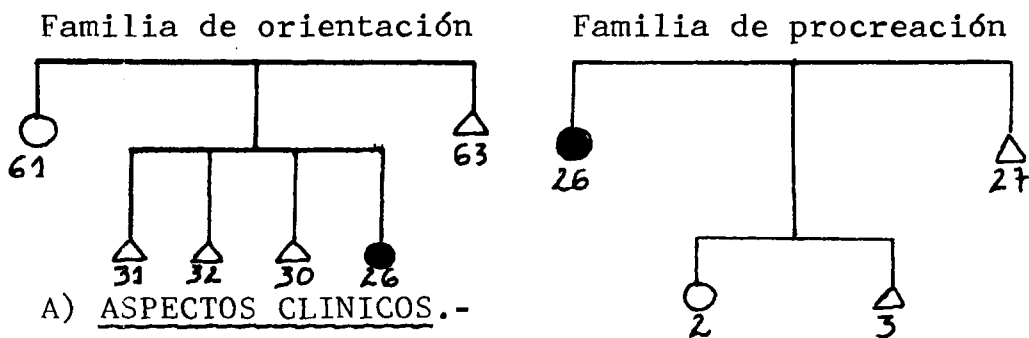 Familia de orientación
61
63
31 32 30 26
A) ASPECTOS CLINICOS.-
Familia de procreación
26
27
2 3